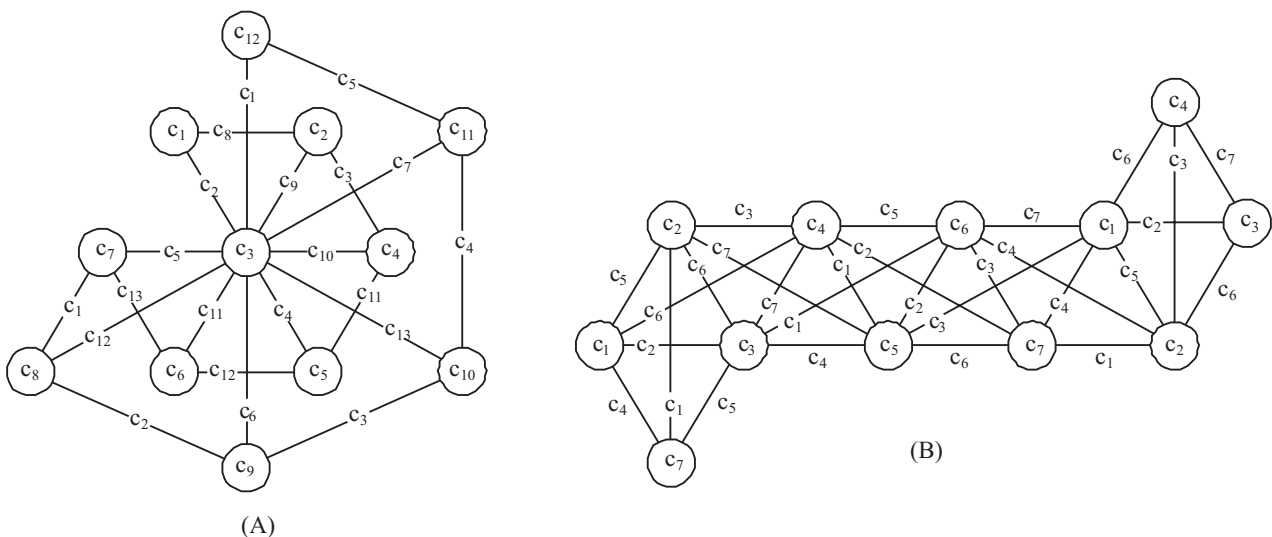 c₁₂
c₅
c₁
c₁ c₈ c₂ c₁₁
c₇
c₃
c₂ c₉
c₇ c₅ c₃ c₁₀ c₄ c₄
c₁₃ c₁₁
c₁ c₁₁ c₄
c₁₂ c₁₃
c₈ c₆ c₁₂ c₅ c₁₀
c₆
c₂ c₃
c₉
(A)
c₄
c₆ c₃ c₇
c₂ c₃ c₄ c₅ c₆ c₇ c₁ c₂ c₃
c₇ c₂ c₄
c₅ c₆ c₁ c₃ c₅
c₆ c₇ c₂ c₄ c₆
c₁ c₃
c₁ c₂ c₃ c₄ c₅ c₆ c₇ c₁ c₂
c₄ c₁ c₅
c₇
(B)